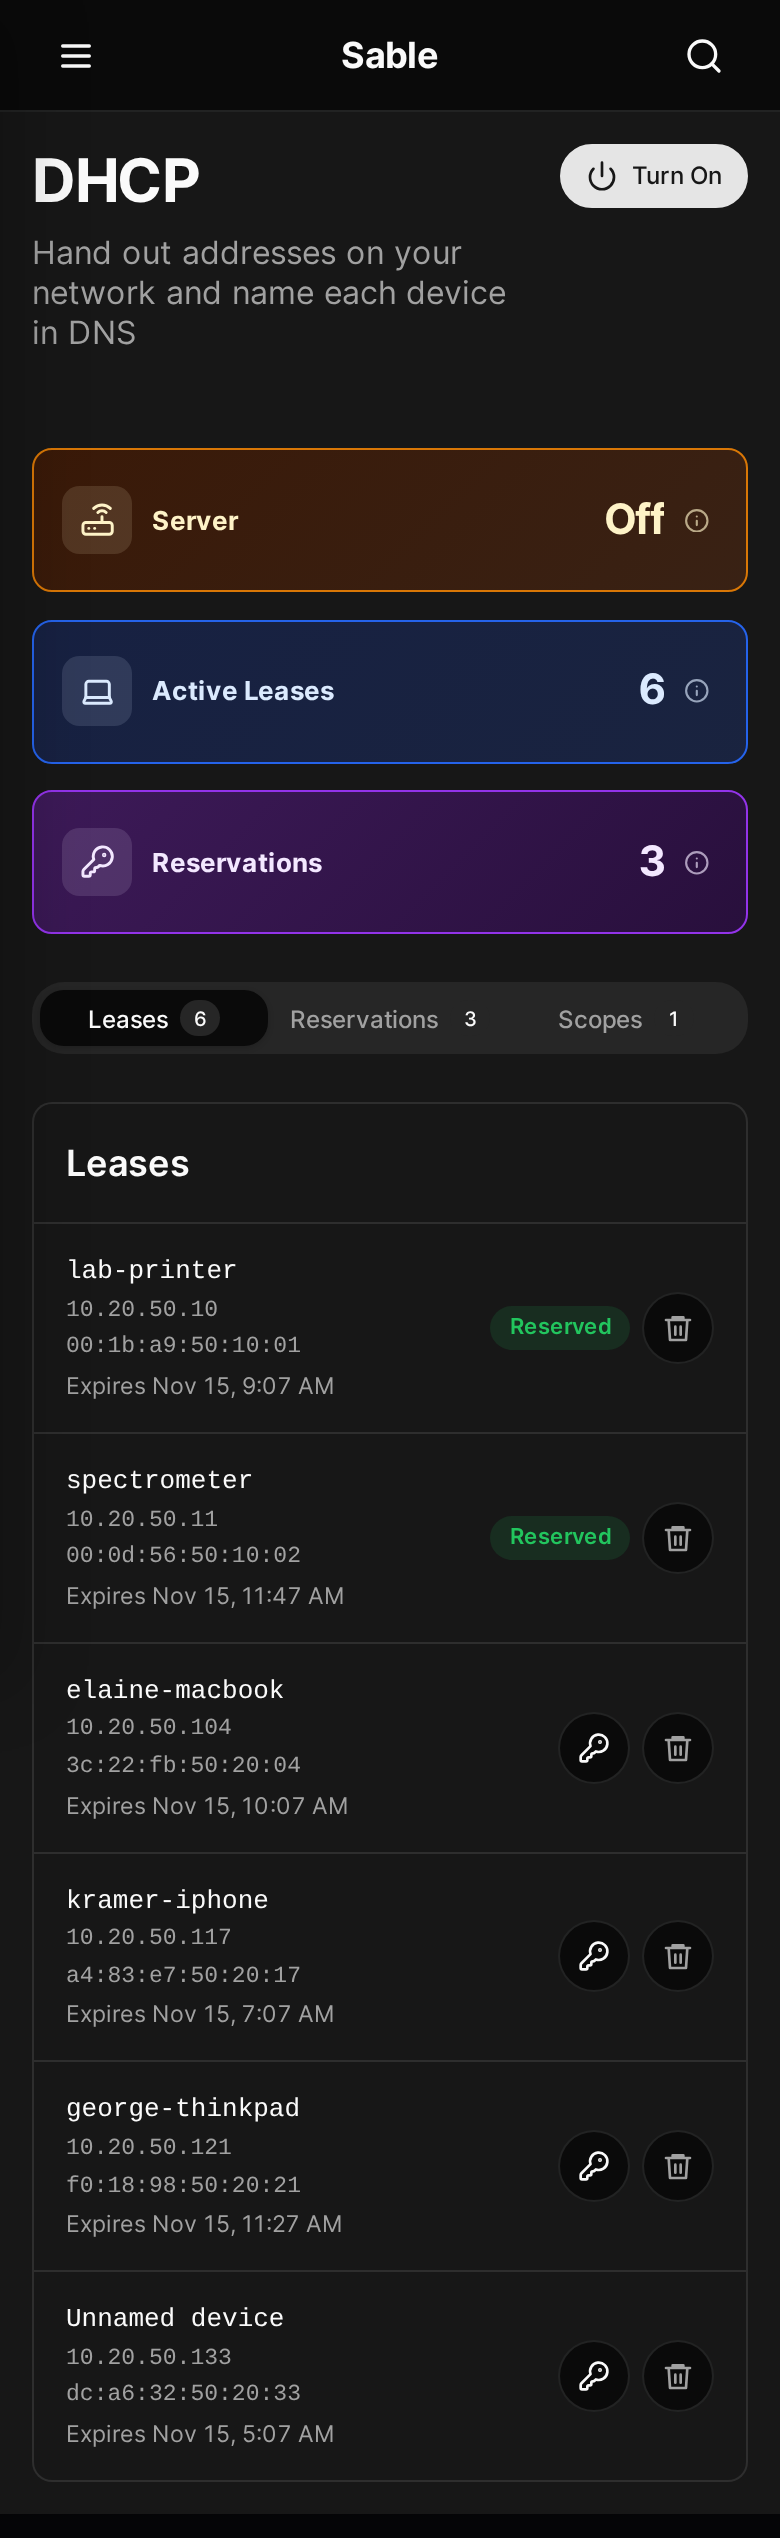 Sable
DHCP
Turn On
Hand out addresses on your
network and name each device
in DNS
Server
Off
Active Leases
6
Reservations
3
Leases 6
Reservations 3
Scopes 1
Leases
lab-printer
10.20.50.10
00:1b:a9:50:10:01
Expires Nov 15, 9:07 AM
Reserved
spectrometer
10.20.50.11
00:0d:56:50:10:02
Expires Nov 15, 11:47 AM
Reserved
elaine-macbook
10.20.50.104
3c:22:fb:50:20:04
Expires Nov 15, 10:07 AM
kramer-iphone
10.20.50.117
a4:83:e7:50:20:17
Expires Nov 15, 7:07 AM
george-thinkpad
10.20.50.121
f0:18:98:50:20:21
Expires Nov 15, 11:27 AM
Unnamed device
10.20.50.133
dc:a6:32:50:20:33
Expires Nov 15, 5:07 AM